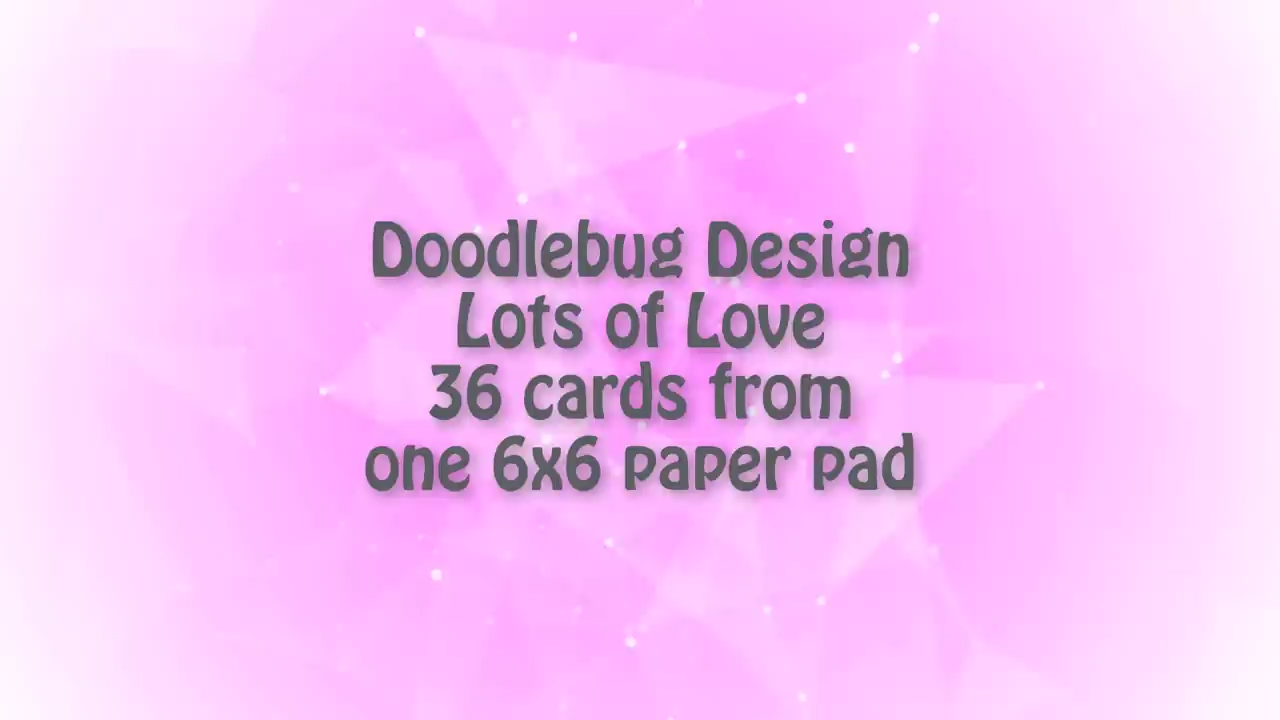 Doodlebug Design
Lots of Love
36 cards from
one 6x6 paper pad